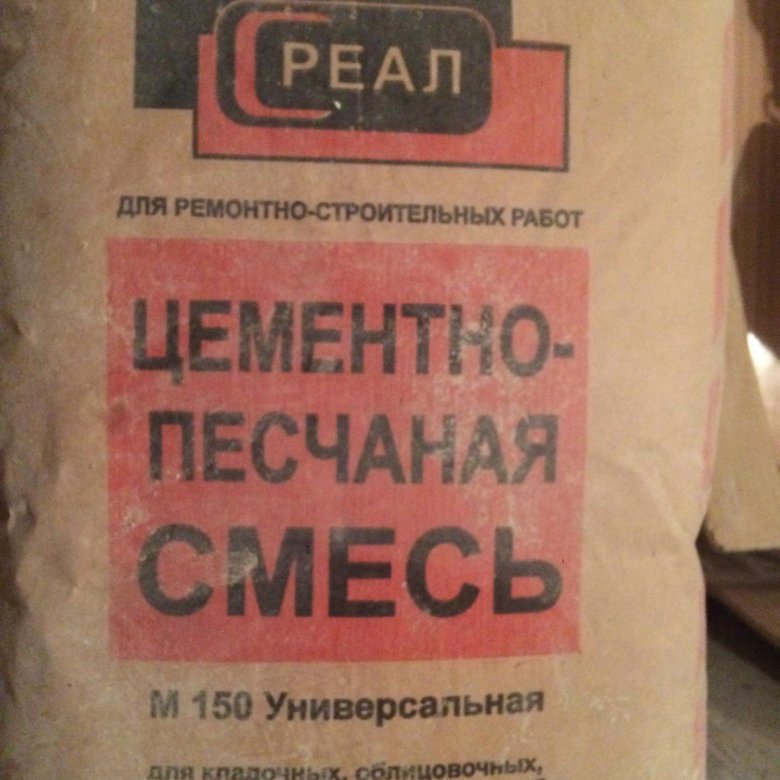 РЕАЛ
ДЛЯ РЕМОНТНО-СТРОИТЕЛЬНЫХ РАБОТ
ЦЕМЕНТНО-
ПЕСЧАНАЯ
СМЕСЬ
М 150 Универсальная
для кладочных, облицовочных,